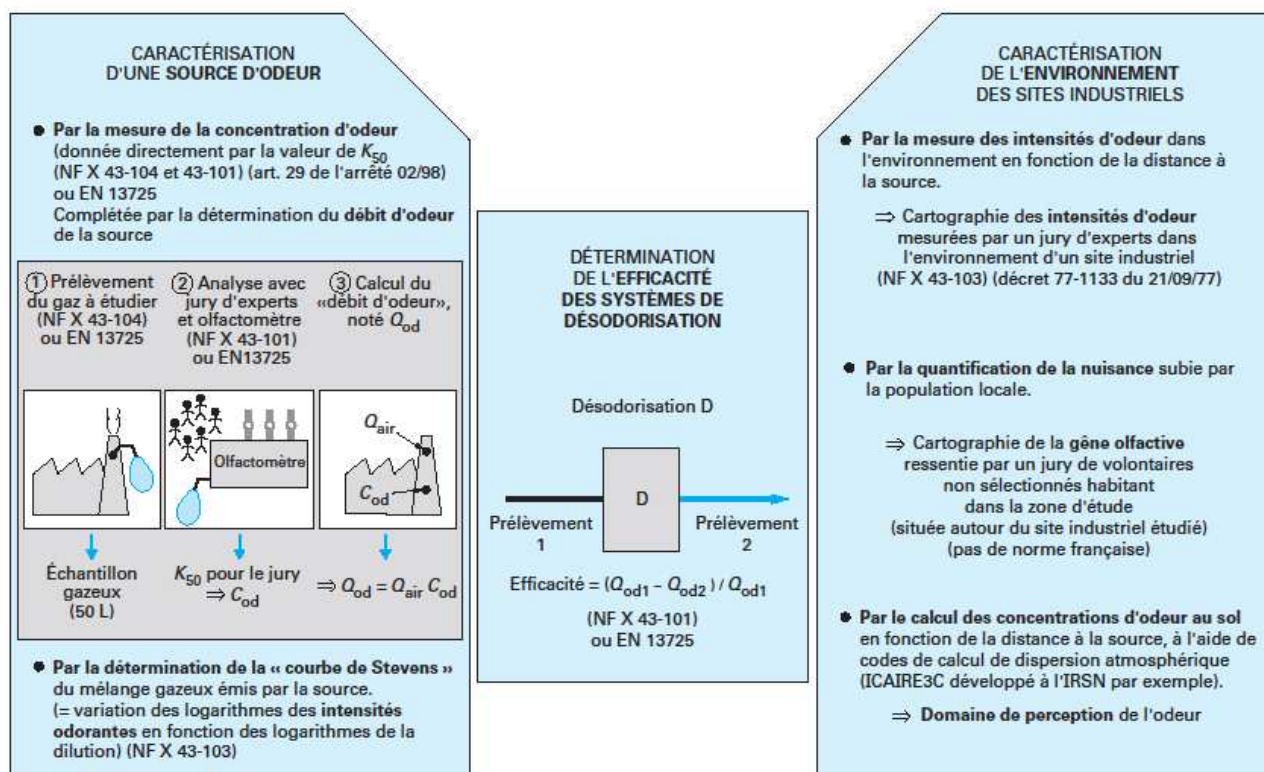 CARACTÉRISATION
D'UNE SOURCE D'ODEUR
● Par la mesure de la concentration d'odeur
(donnée directement par la valeur de K50
(NF X 43-104 et 43-101) (art. 29 de l'arrêté 02/98)
ou EN 13725
Complétée par la détermination du débit d'odeur
de la source
1 Prélèvement
du gaz à étudier
(NF X 43-104)
ou EN 13725
2 Analyse avec
jury d'experts
et olfactomètre
(NF X 43-101)
ou EN13725
3 Calcul du
«débit d'odeur»,
noté Qod
Olfactomètre
Qair
Cod
Échantillon
gazeux
(50 L)
K50 pour le jury
⇒ Cod
⇒ Qod = Qair Cod
● Par la détermination de la « courbe de Stevens »
du mélange gazeux émis par la source.
(= variation des logarithmes des intensités
odorantes en fonction des logarithmes de la
dilution) (NF X 43-103)
DÉTERMINATION
DE L'EFFICACITÉ
DES SYSTÈMES DE
DÉSODORISATION
Désodorisation D
D
Prélèvement
1
Prélèvement
2
Efficacité = (Qod1 – Qod2) / Qod1
(NF X 43-101)
ou EN 13725
CARACTÉRISATION
DE L'ENVIRONNEMENT
DES SITES INDUSTRIELS
● Par la mesure des intensités d'odeur dans
l'environnement en fonction de la distance à
la source.
⇒ Cartographie des intensités d'odeur
mesurées par un jury d'experts dans
l'environnement d'un site industriel
(NF X 43-103) (décret 77-1133 du 21/09/77)
● Par la quantification de la nuisance subie par
la population locale.
⇒ Cartographie de la gêne olfactive
ressentie par un jury de volontaires
non sélectionnés habitant
dans la zone d'étude
(située autour du site industriel étudié)
(pas de norme française)
● Par le calcul des concentrations d'odeur au sol
en fonction de la distance à la source, à l'aide de
codes de calcul de dispersion atmosphérique
(ICAIRE3C développé à l'IRSN par exemple).
⇒ Domaine de perception de l'odeur